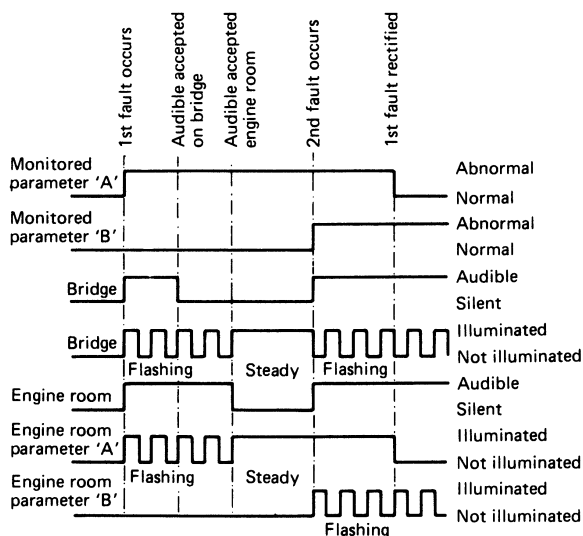 1st fault occurs
Audible accepted
on bridge
Audible accepted
engine room
2nd fault occurs
1st fault rectified
Monitored
parameter 'A'
Abnormal
Normal
Monitored
parameter 'B'
Abnormal
Normal
Bridge
Audible
Silent
Bridge
Illuminated
Not illuminated
Flashing
Steady
Flashing
Engine room
Audible
Silent
Engine room
parameter 'A'
Illuminated
Not illuminated
Flashing
Steady
Engine room
parameter 'B'
Illuminated
Not illuminated
Flashing